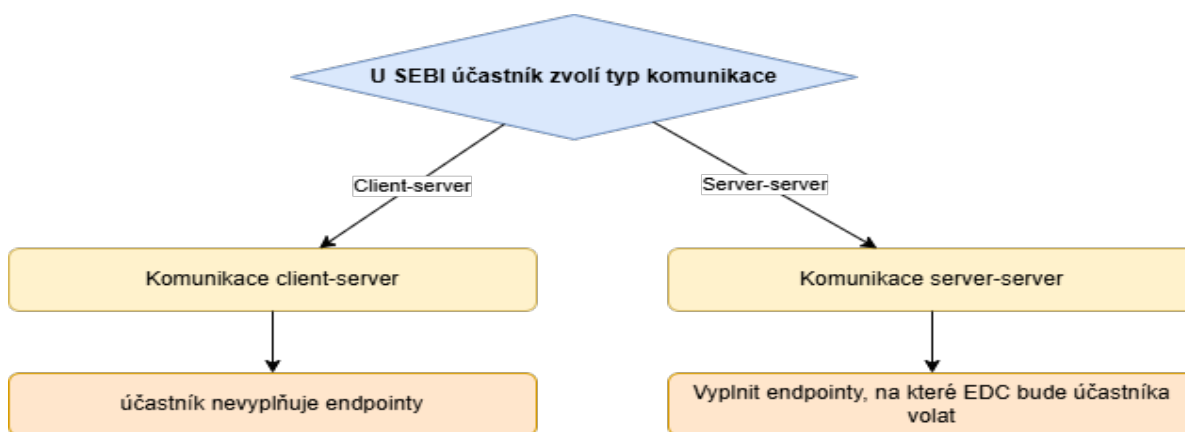 U SEBI účastník zvolí typ komunikace
Client-server
Server-server
Komunikace client-server
Komunikace server-server
účastník nevyplňuje endpointy
Vyplnit endpointy, na které EDC bude účastníka
volat